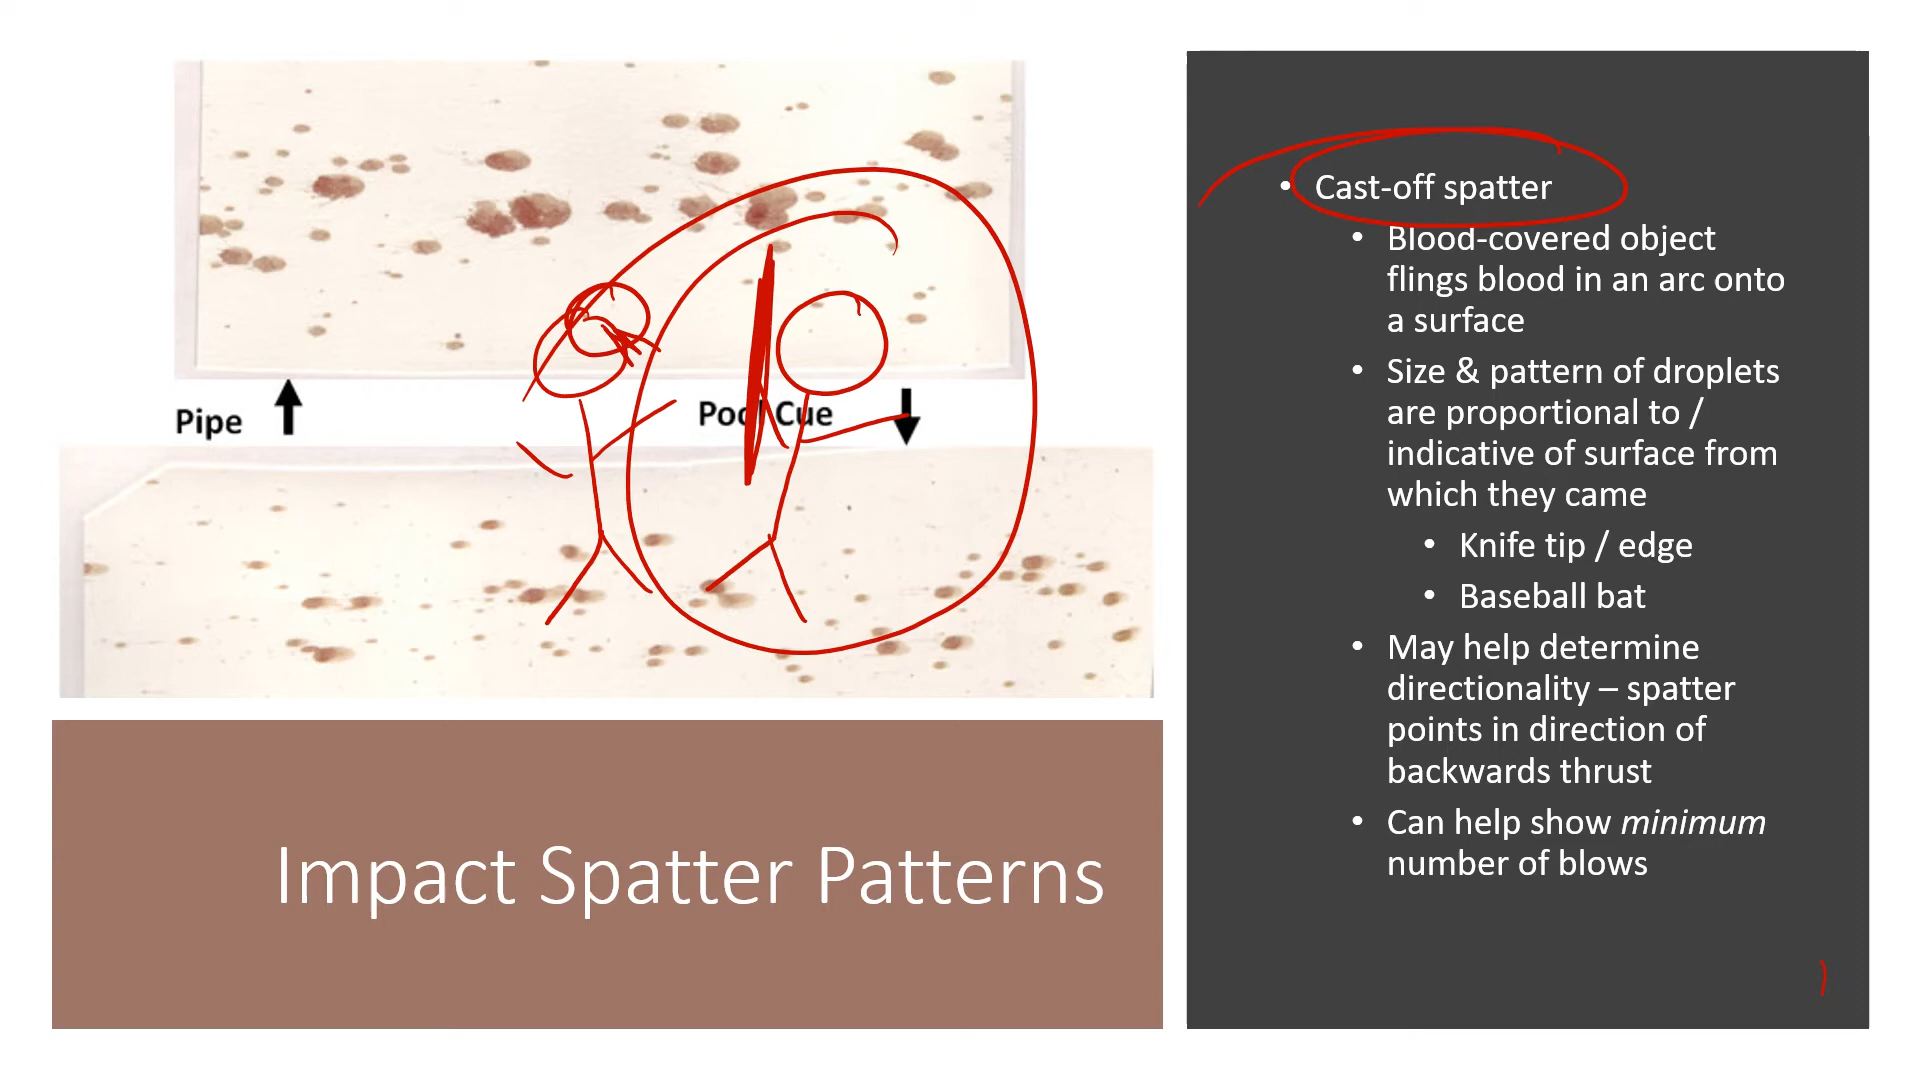 Pipe
Pool Cue
Impact Spatter Patterns
• Cast-off spatter
• Blood-covered object
flings blood in an arc onto
a surface
• Size & pattern of droplets
are proportional to /
indicative of surface from
which they came
• Knife tip / edge
• Baseball bat
• May help determine
directionality – spatter
points in direction of
backwards thrust
• Can help show minimum
number of blows